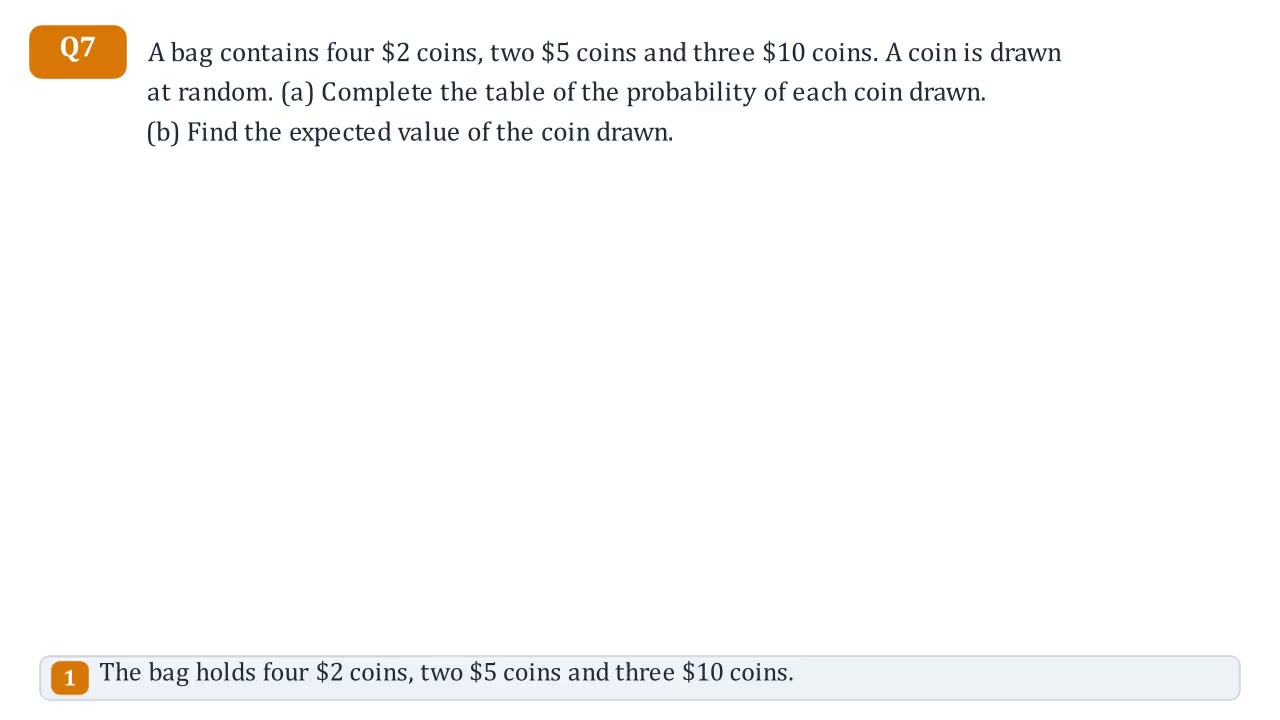 Q7
A bag contains four $2 coins, two $5 coins and three $10 coins. A coin is drawn
at random. (a) Complete the table of the probability of each coin drawn.
(b) Find the expected value of the coin drawn.
1 The bag holds four $2 coins, two $5 coins and three $10 coins.